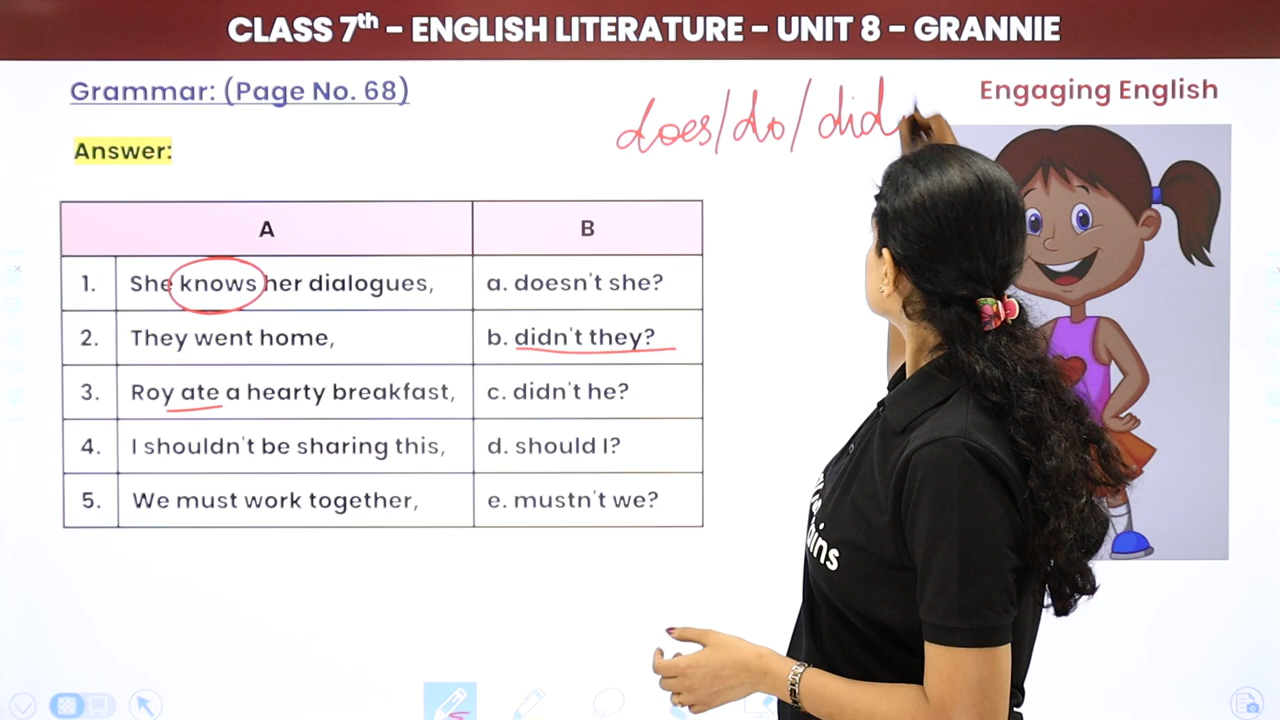 CLASS 7th - ENGLISH LITERATURE - UNIT 8 - GRANNIE
Grammar: (Page No. 68)
does/do/did
Engaging English
Answer:
A B
1. She knows her dialogues, a. doesn't she?
2. They went home, b. didn't they?
3. Roy ate a hearty breakfast, c. didn't he?
4. I shouldn't be sharing this, d. should I?
5. We must work together, e. mustn't we?